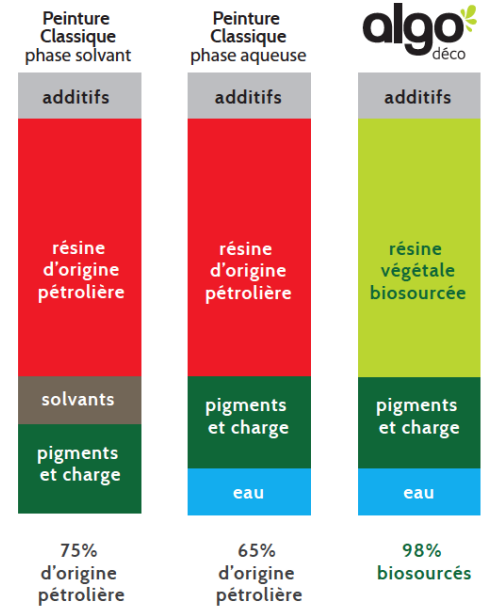 Peinture
Classique
phase solvant
additifs
résine
d'origine
pétrolière
solvants
pigments
et charge
75%
d'origine
pétrolière
Peinture
Classique
phase aqueuse
additifs
résine
d'origine
pétrolière
pigments
et charge
eau
65%
d'origine
pétrolière
algo
déco
additifs
résine
végétale
biosourcée
pigments
et charge
eau
98%
biosourcés